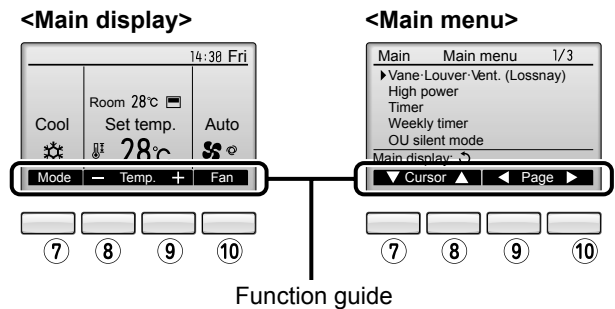 <Main display>
14:30 Fri
Room 28℃
Cool Set temp. Auto
28℃
Mode − Temp. + Fan
⑦ ⑧ ⑨ ⑩
<Main menu>
Main Main menu 1/3
▶Vane·Louver·Vent. (Lossnay)
High power
Timer
Weekly timer
OU silent mode
Main display:
▼ Cursor ▲ ◀ Page ▶
⑦ ⑧ ⑨ ⑩
Function guide